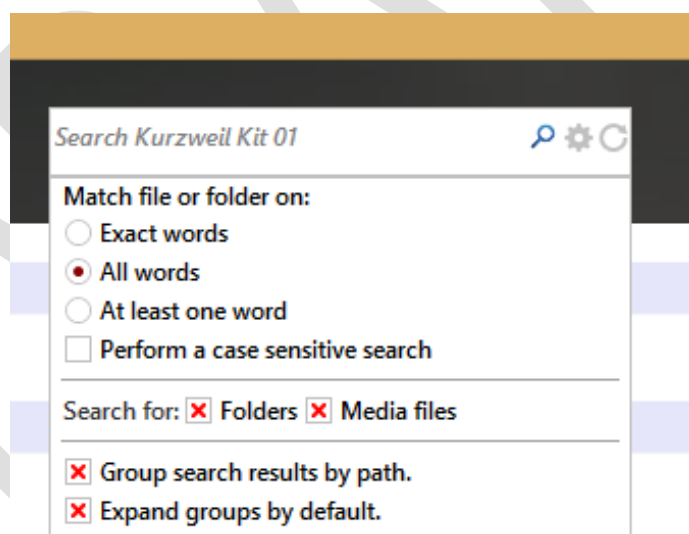 Search Kurzweil Kit 01
Match file or folder on:
Exact words
All words
At least one word
Perform a case sensitive search
Search for: Folders Media files
Group search results by path.
Expand groups by default.